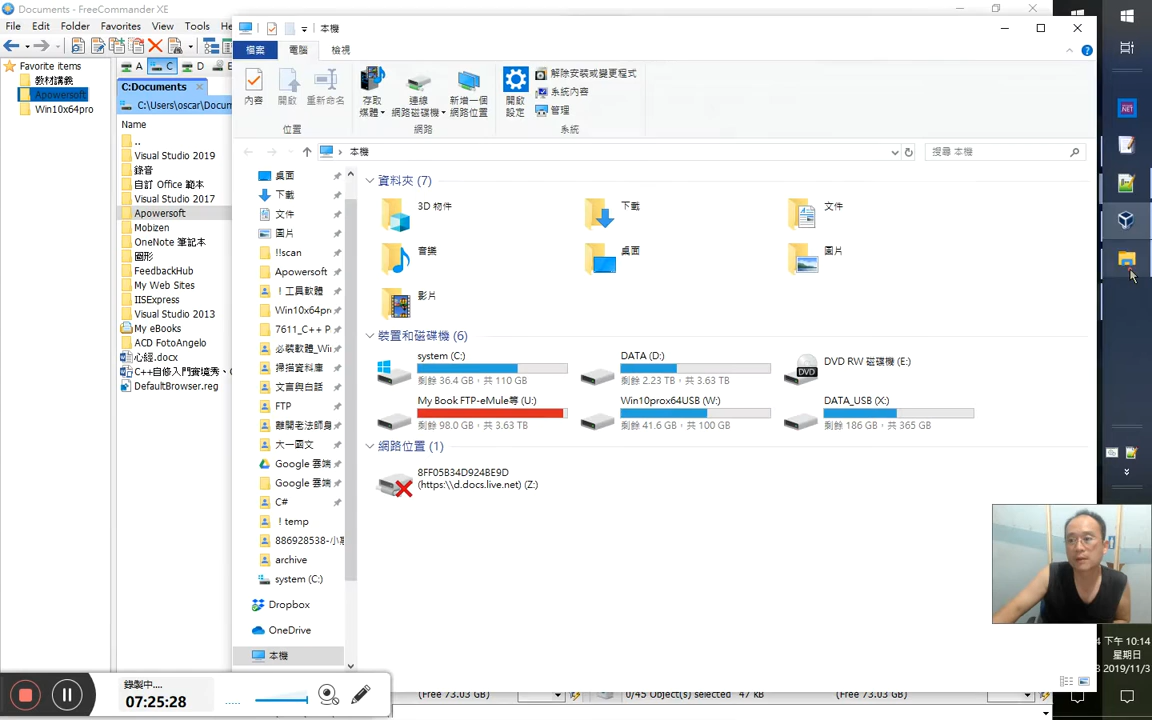 Documents - FreeCommander XE
File Edit Folder Favorites View Tools He
Favorite items
教材講義
Apowersoft
Win10x64pro
A C D E
C:Documents
C:\Users\oscar\Docum
Name
..
Visual Studio 2019
錄音
自訂 Office 範本
Visual Studio 2017
Apowersoft
Mobizen
OneNote 筆記本
圖形
FeedbackHub
My Web Sites
IISExpress
Visual Studio 2013
My eBooks
ACD FotoAngelo
心經.docx
C++自修入門實境秀、C
DefaultBrowser.reg
本機
檔案 電腦 檢視
內容
開啟
重新命名
位置
存取媒體
連線網路磁碟機
新增一個網路位置
網路
開啟設定
解除安裝或變更程式
系統內容
管理
系統
本機
搜尋 本機
桌面
下載
文件
圖片
!!scan
Apowersoft
！工具軟體
Win10x64pr
7611_C++ P
必裝軟體_Wi
掃描資料庫
文言與白話
FTP
離開老法師身
大一國文
Google 雲端
Google 雲端
C#
！temp
886928538-小
archive
system (C:)
Dropbox
OneDrive
本機
資料夾 (7)
3D 物件
下載
文件
音樂
桌面
圖片
影片
裝置和磁碟機 (6)
system (C:)
剩餘 36.4 GB，共 110 GB
DATA (D:)
剩餘 2.23 TB，共 3.63 TB
DVD RW 磁碟機 (E:)
DVD
My Book FTP-eMule等 (U:)
剩餘 98.0 GB，共 3.63 TB
Win10prox64USB (W:)
剩餘 41.6 GB，共 100 GB
DATA_USB (X:)
剩餘 186 GB，共 365 GB
網路位置 (1)
8FF05B34D924BE9D
(https:\\d.docs.live.net) (Z:)
.NET
錄製中....
07:25:28
(Free 73.03 GB)
0/45 Object(s) selected 47 KB
(Free 73.03 GB)
4 下午 10:14
星期日
3 2019/11/3